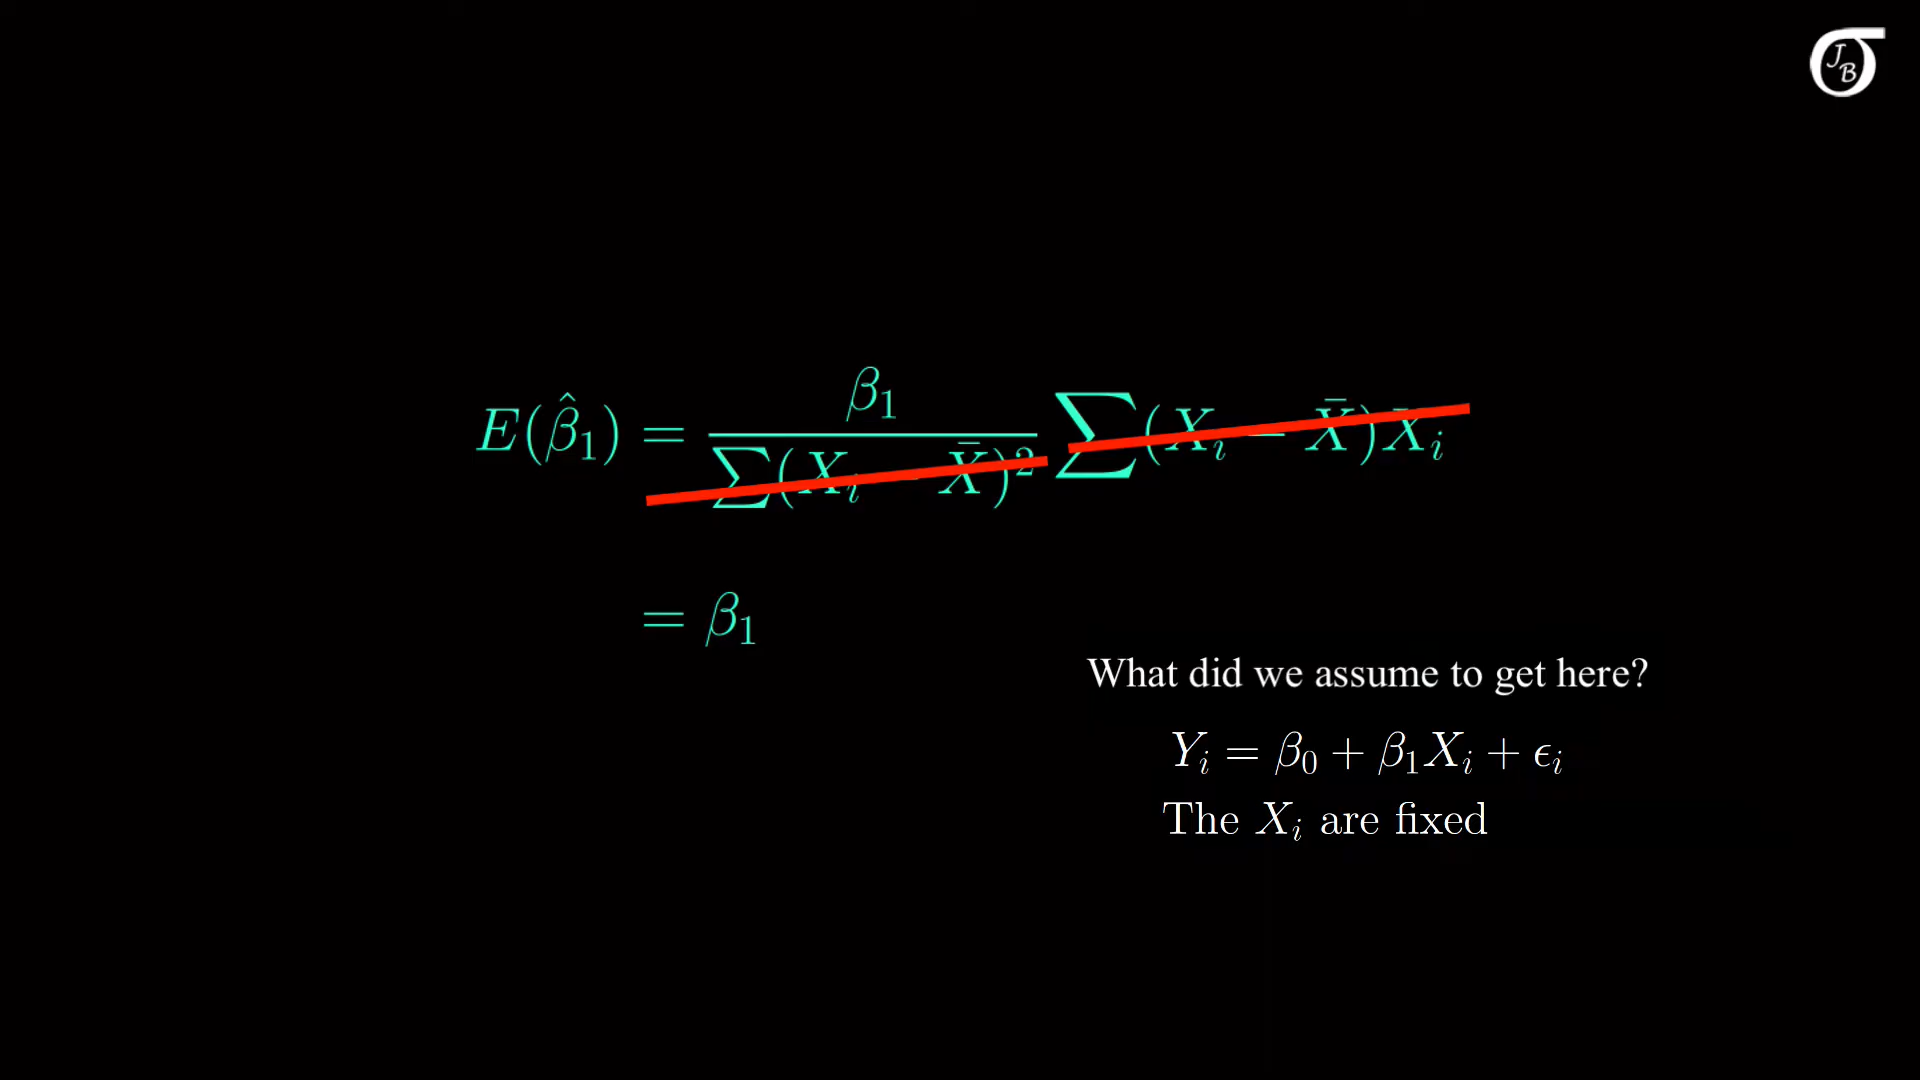 JB
E(β̂₁) = β₁ / ∑(Xᵢ − X̄)² ∑(Xᵢ − X̄)Xᵢ
= β₁
What did we assume to get here?
Yᵢ = β₀ + β₁Xᵢ + ϵᵢ
The Xᵢ are fixed